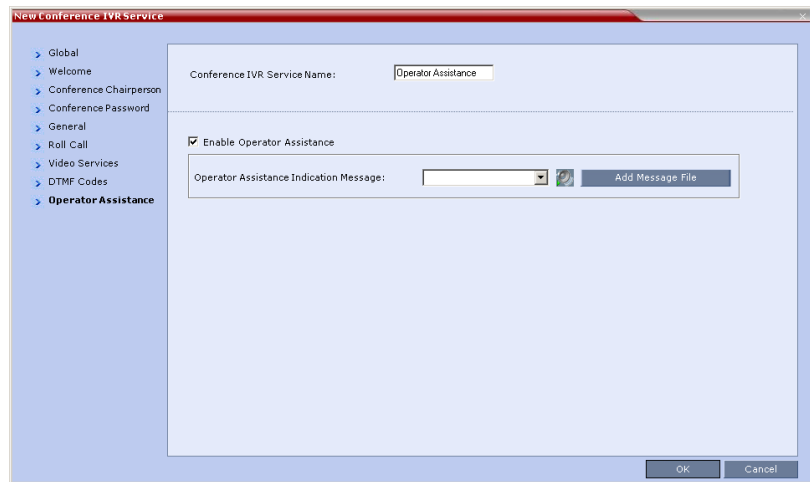 New Conference IVR Service
Global
Welcome
Conference Chairperson
Conference Password
General
Roll Call
Video Services
DTMF Codes
Operator Assistance
Conference IVR Service Name: Operator Assistance
Enable Operator Assistance
Operator Assistance Indication Message: Add Message File
OK Cancel